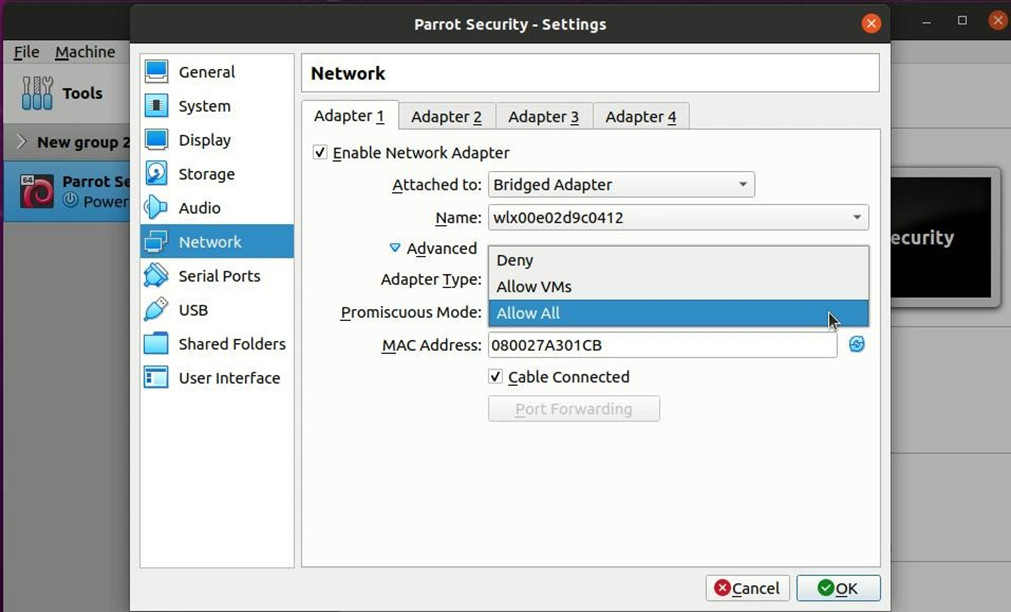 Parrot Security - Settings
File Machine
Tools
New group 2
64
Parrot Se
Power
ecurity
General
System
Display
Storage
Audio
Network
Serial Ports
USB
Shared Folders
User Interface
Network
Adapter 1 Adapter 2 Adapter 3 Adapter 4
Enable Network Adapter
Attached to: Bridged Adapter
Name: wlx00e02d9c0412
Advanced
Adapter Type:
Promiscuous Mode:
Deny
Allow VMs
Allow All
MAC Address: 080027A301CB
Cable Connected
Port Forwarding
Cancel OK